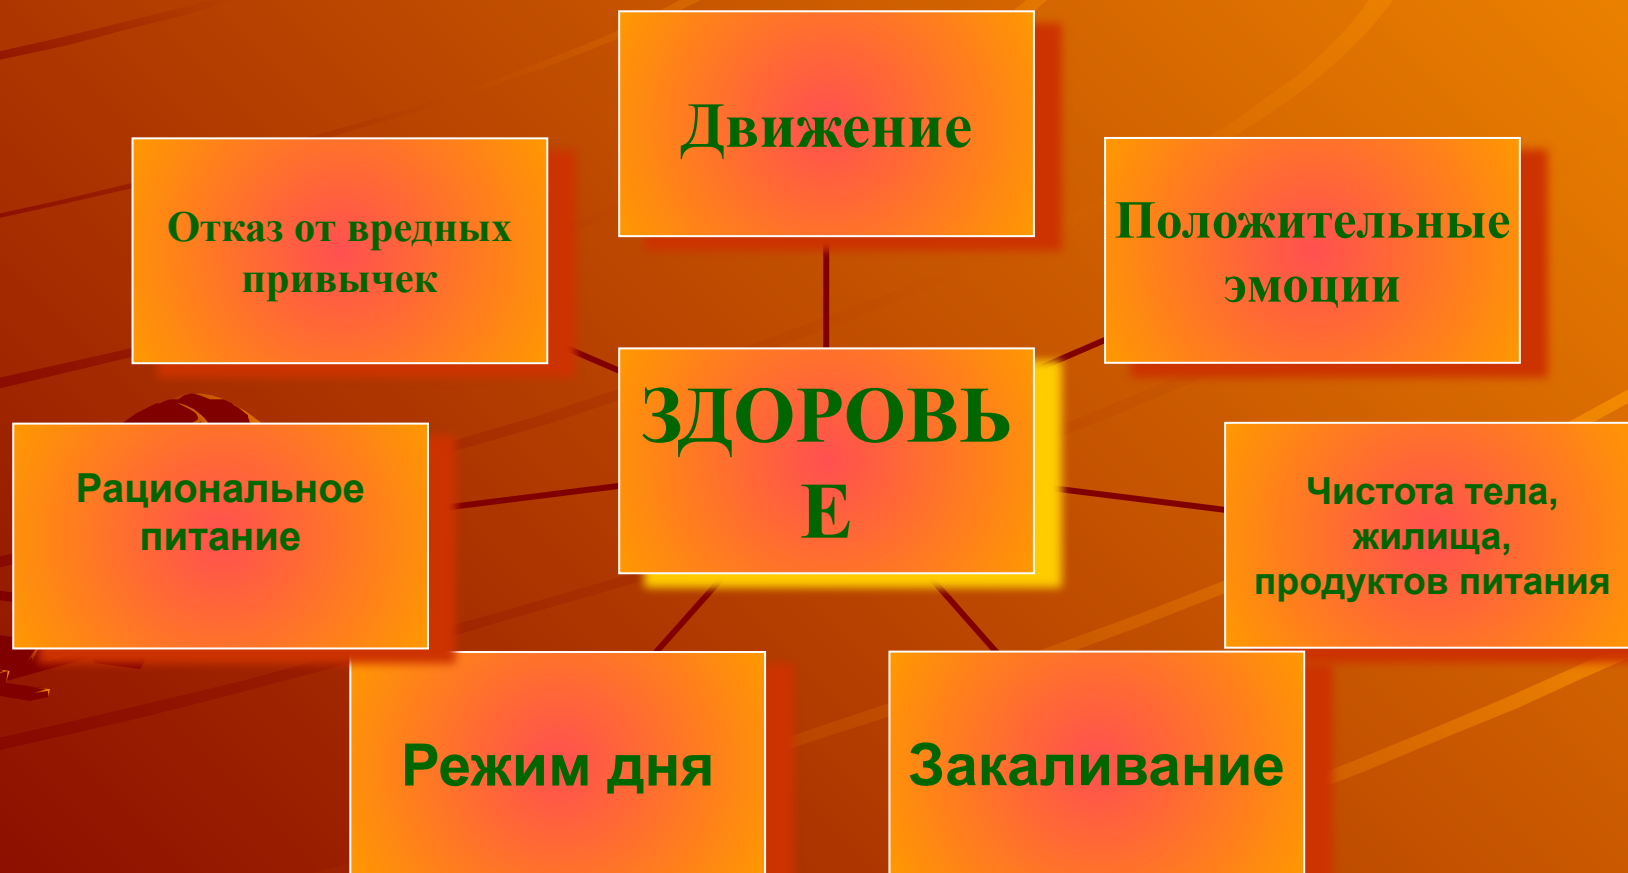 Движение
Отказ от вредных
привычек
Положительные
эмоции
ЗДОРОВЬ
Е
Рациональное
питание
Чистота тела,
жилища,
продуктов питания
Режим дня
Закаливание